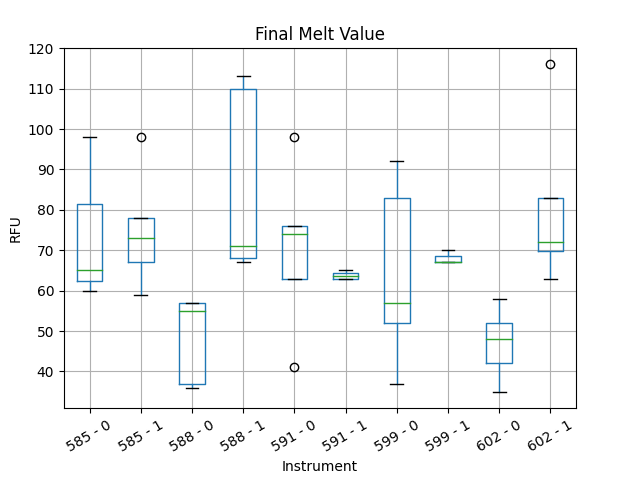 Final Melt Value
120
110
100
90
80
70
60
50
40
RFU
585 - 0
585 - 1
588 - 0
588 - 1
591 - 0
591 - 1
599 - 0
599 - 1
602 - 0
602 - 1
Instrument